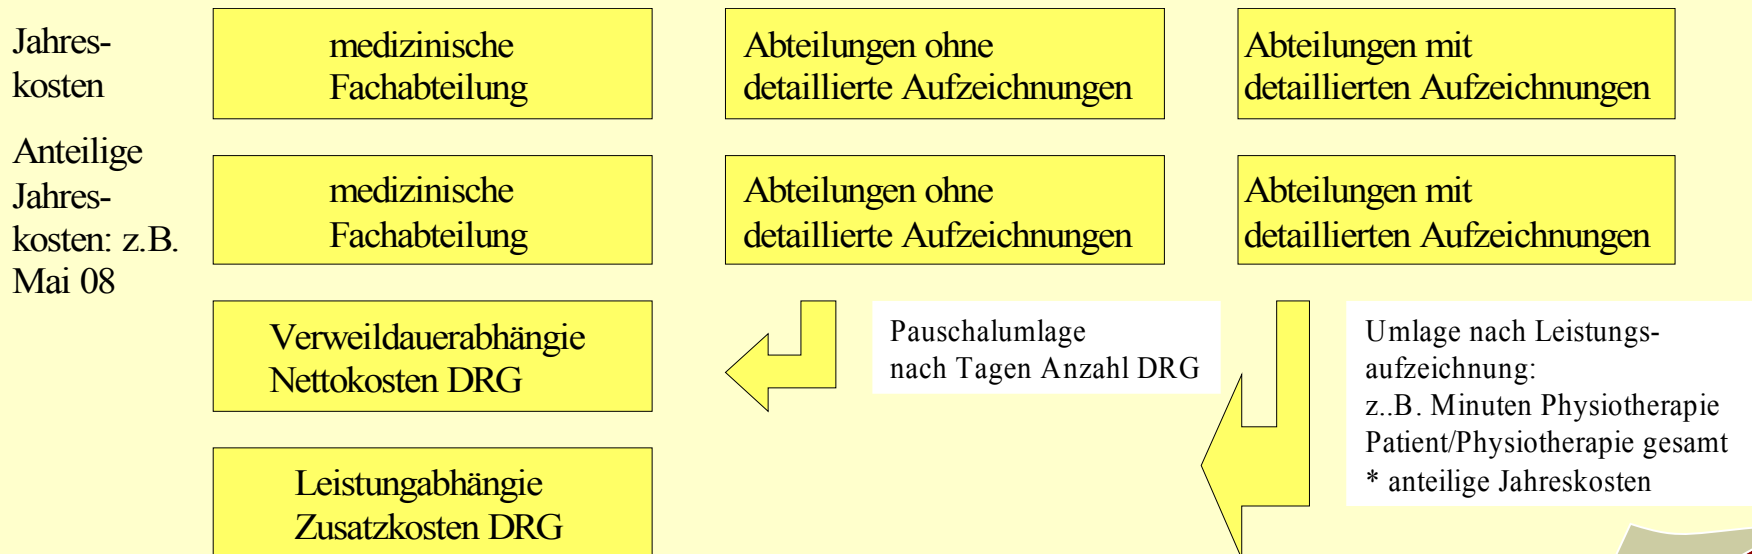 Jahres-
kosten
medizinische
Fachabteilung
Abteilungen ohne
detaillierte Aufzeichnungen
Abteilungen mit
detaillierten Aufzeichnungen
Anteilige
Jahres-
kosten: z.B.
Mai 08
medizinische
Fachabteilung
Abteilungen ohne
detaillierte Aufzeichnungen
Abteilungen mit
detaillierten Aufzeichnungen
Verweildauerabhängie
Nettokosten DRG
Pauschalumlage
nach Tagen Anzahl DRG
Umlage nach Leistungs-
aufzeichnung:
z..B. Minuten Physiotherapie
Patient/Physiotherapie gesamt
* anteilige Jahreskosten
Leistungabhängie
Zusatzkosten DRG